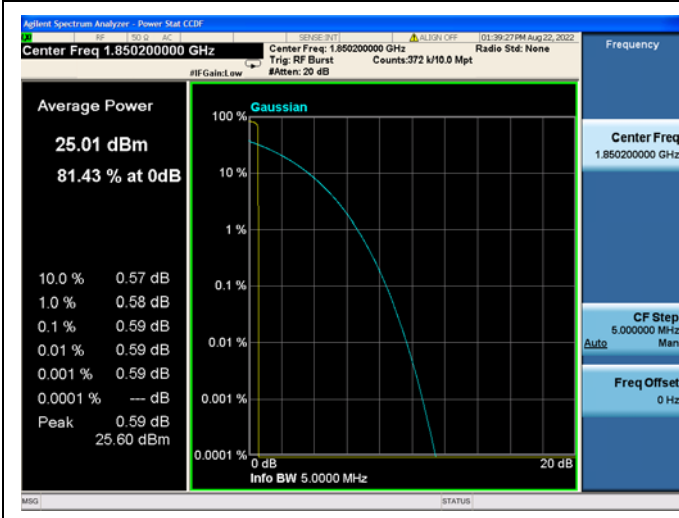 Agilent Spectrum Analyzer - Power Stat CCDF
RF 50 Ω AC SENSE:INT ALIGN OFF 01:39:27 PM Aug 22, 2022
Center Freq 1.850200000 GHz
Center Freq: 1.850200000 GHz Radio Std: None
Trig: RF Burst Counts:372 k/10.0 Mpt
#IFGain:Low #Atten: 20 dB
Frequency
Average Power
25.01 dBm
81.43 % at 0dB
10.0 % 0.57 dB
1.0 % 0.58 dB
0.1 % 0.59 dB
0.01 % 0.59 dB
0.001 % 0.59 dB
0.0001 % --- dB
Peak 0.59 dB
25.60 dBm
Gaussian
100 %
10 %
1 %
0.1 %
0.01 %
0.001 %
0.0001 %
0 dB 20 dB
Info BW 5.0000 MHz
Center Freq
1.850200000 GHz
CF Step
5.000000 MHz
Auto Man
Freq Offset
0 Hz
MSG STATUS